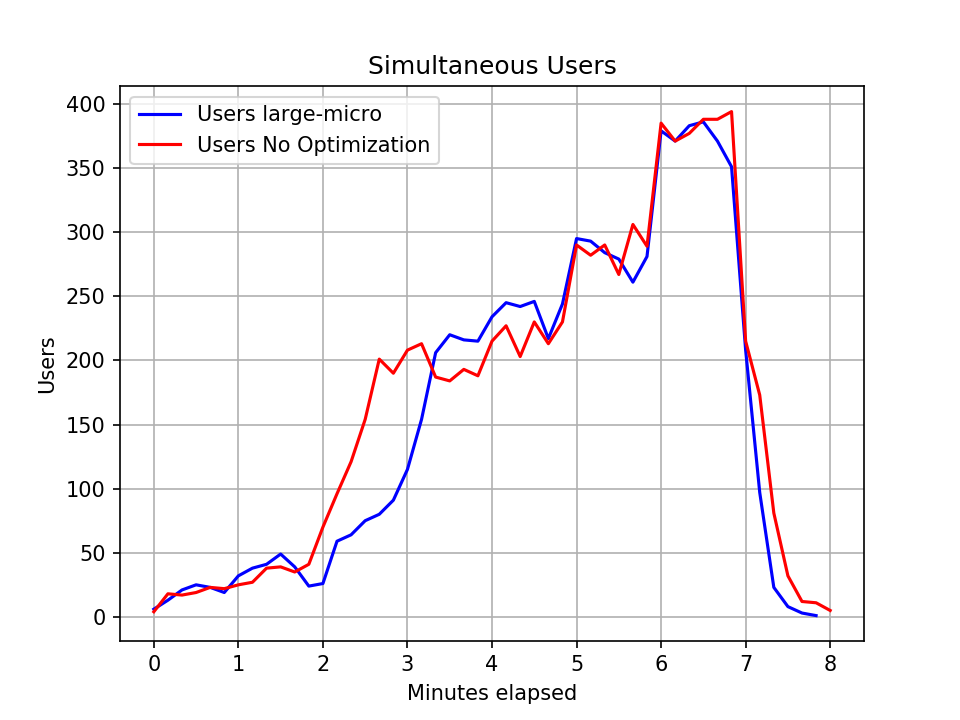 Simultaneous Users
Users large-micro
Users No Optimization
400
350
300
250
200
150
100
50
0
Users
0 1 2 3 4 5 6 7 8
Minutes elapsed